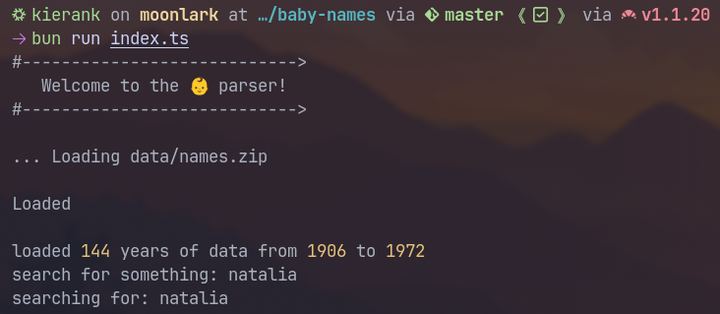 kierank on moonlark at …/baby-names via master 《 ☑ 》 via v1.1.20
→ bun run index.ts
#---------------------------->
   Welcome to the 👶 parser!
#---------------------------->
... Loading data/names.zip
Loaded
loaded 144 years of data from 1906 to 1972
search for something: natalia
searching for: natalia